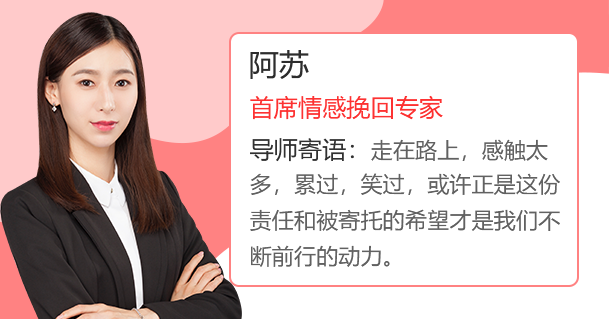 阿苏
首席情感挽回专家
导师寄语：走在路上，感触太
多，累过，笑过，或许正是这份
责任和被寄托的希望才是我们不
断前行的动力。